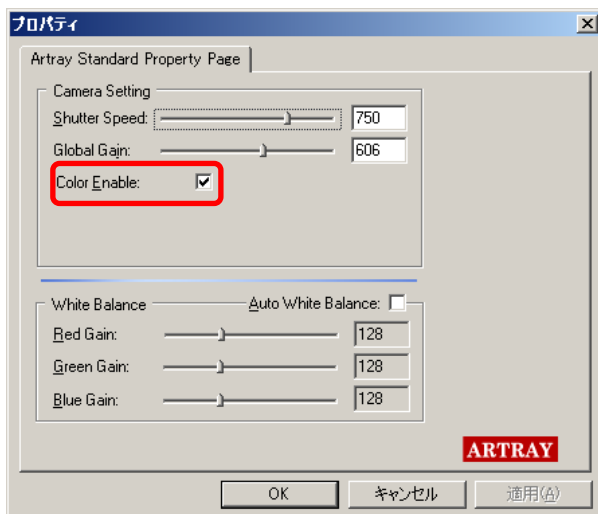 プロパティ
Artray Standard Property Page
Camera Setting
Shutter Speed: 750
Global Gain: 606
Color Enable:
White Balance Auto White Balance:
Red Gain: 128
Green Gain: 128
Blue Gain: 128
ARTRAY
OK キャンセル 適用(A)